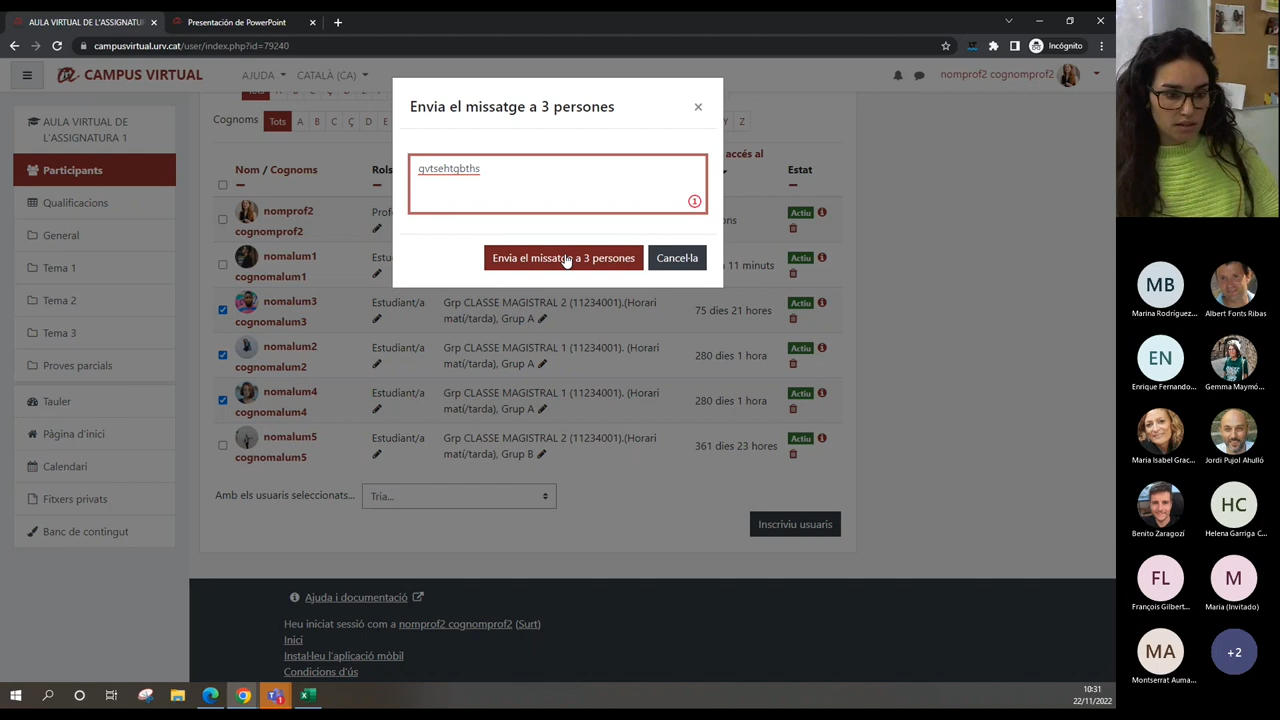 AULA VIRTUAL DE L'ASSIGNATUR
Presentación de PowerPoint
campusvirtual.urv.cat/user/index.php?id=79240
Incógnito
CAMPUS VIRTUAL
AJUDA
CATALÀ (CA)
nomprof2 cognomprof2
AULA VIRTUAL DE
L'ASSIGNATURA 1
Participants
Qualificacions
General
Tema 1
Tema 2
Tema 3
Proves parcials
Tauler
Pàgina d'inici
Calendari
Fitxers privats
Banc de contingut
Cognoms Tots A B C Ç D E Y Z
Nom / Cognoms
Rols
accés al
Estat
nomprof2
cognomprof2
Actiu
nomalum1
cognomalum1
11 minuts
Actiu
nomalum3
cognomalum3
Estudiant/a
Grp CLASSE MAGISTRAL 2 (11234001).(Horari
matí/tarda), Grup A
75 dies 21 hores
Actiu
nomalum2
cognomalum2
Estudiant/a
Grp CLASSE MAGISTRAL 1 (11234001). (Horari
matí/tarda), Grup A
280 dies 1 hora
Actiu
nomalum4
cognomalum4
Estudiant/a
Grp CLASSE MAGISTRAL 1 (11234001). (Horari
matí/tarda), Grup A
280 dies 1 hora
Actiu
nomalum5
cognomalum5
Estudiant/a
Grp CLASSE MAGISTRAL 2 (11234001).(Horari
matí/tarda), Grup B
361 dies 23 hores
Actiu
Amb els usuaris seleccionats...
Tria...
Inscriviu usuaris
Envia el missatge a 3 persones
gvtsehtgbths
Envia el missatge a 3 persones
Cancel·la
Ajuda i documentació
Heu iniciat sessió com a nomprof2 cognomprof2 (Surt)
Inici
Instal·leu l'aplicació mòbil
Condicions d'ús
10:31
22/11/2022
MB
Marina Rodríguez...
Albert Fonts Ribas
EN
Enrique Fernando...
Gemma Maymó...
Maria Isabel Grac...
Jordi Pujol Ahulló
Benito Zaragozí
HC
Helena Garriga C...
FL
François Gilbert...
M
Maria (Invitado)
MA
Montserrat Auma...
+2